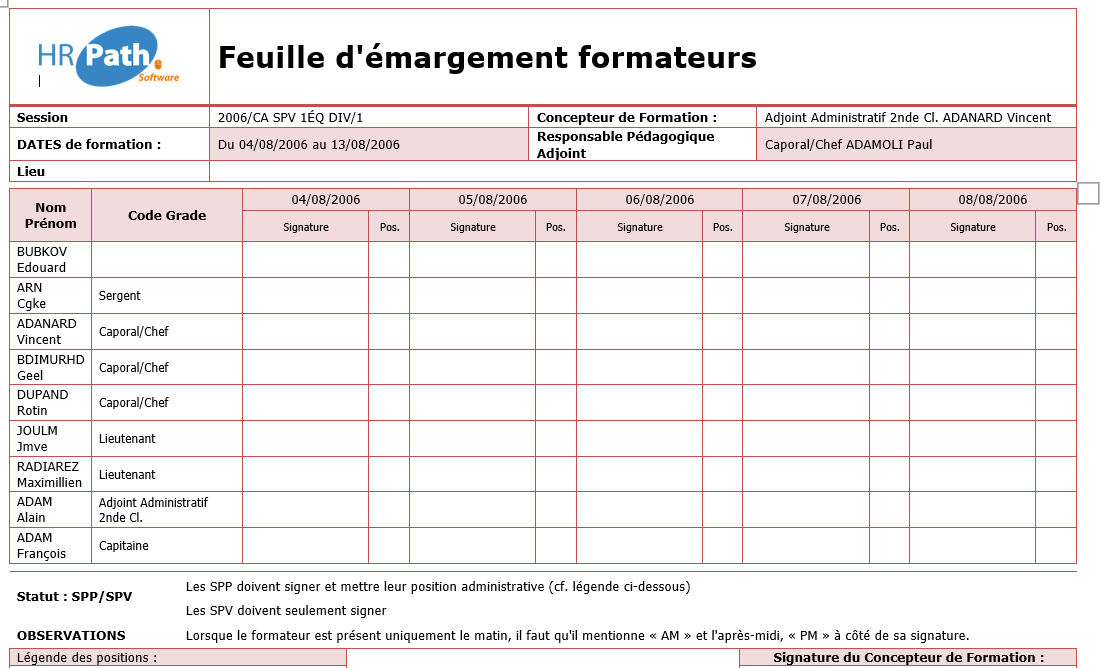 HR Path Software
Feuille d'émargement formateurs
Session 2006/CA SPV 1ÉQ DIV/1 Concepteur de Formation : Adjoint Administratif 2nde Cl. ADANARD Vincent
DATES de formation : Du 04/08/2006 au 13/08/2006 Responsable Pédagogique Adjoint Caporal/Chef ADAMOLI Paul
Lieu
Nom Prénom Code Grade 04/08/2006 05/08/2006 06/08/2006 07/08/2006 08/08/2006
Signature Pos. Signature Pos. Signature Pos. Signature Pos. Signature Pos.
BUBKOV Edouard
ARN Cgke Sergent
ADANARD Vincent Caporal/Chef
BDIMURHD Geel Caporal/Chef
DUPAND Rotin Caporal/Chef
JOULM Jmve Lieutenant
RADIAREZ Maximillien Lieutenant
ADAM Alain Adjoint Administratif 2nde Cl.
ADAM François Capitaine
Statut : SPP/SPV Les SPP doivent signer et mettre leur position administrative (cf. légende ci-dessous)
Les SPV doivent seulement signer
OBSERVATIONS Lorsque le formateur est présent uniquement le matin, il faut qu'il mentionne « AM » et l'après-midi, « PM » à côté de sa signature.
Légende des positions : Signature du Concepteur de Formation :